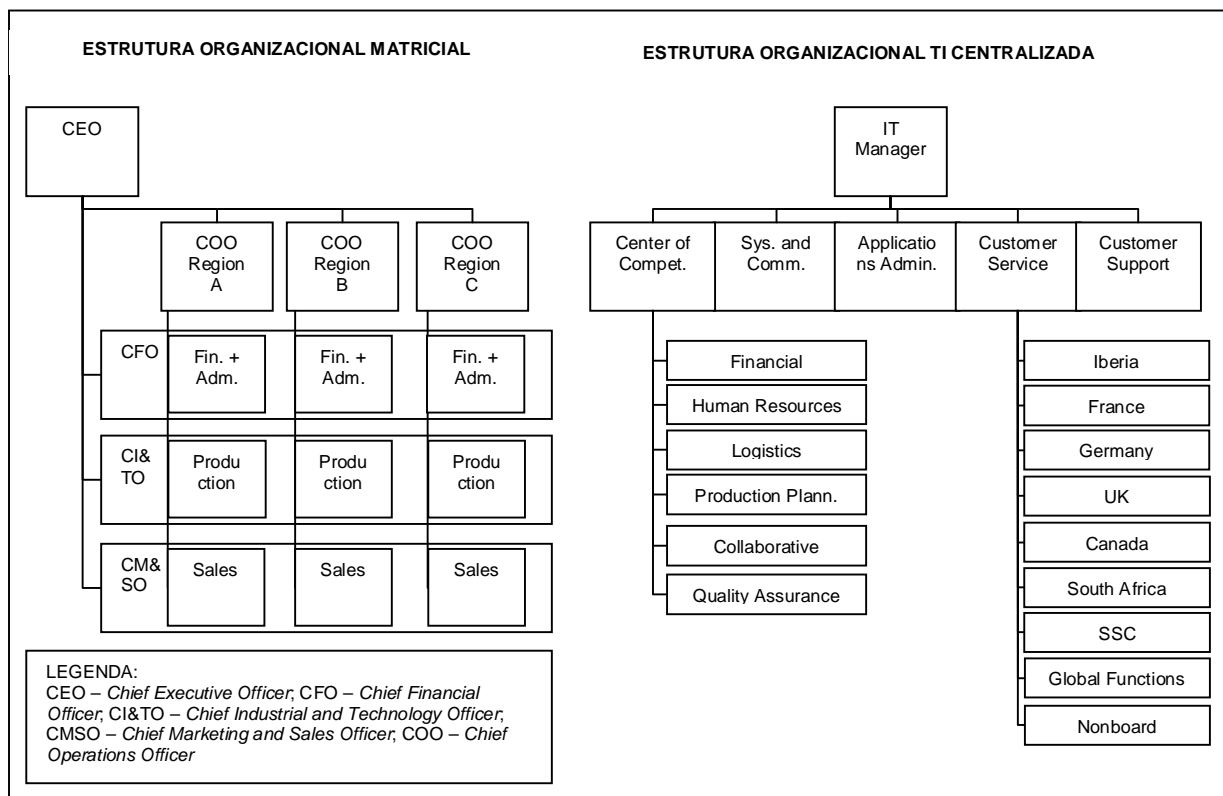 ESTRUTURA ORGANIZACIONAL MATRICIAL
CEO
COO
Region
A
COO
Region
B
COO
Region
C
CFO
Fin. +
Adm.
Fin. +
Adm.
Fin. +
Adm.
CI&
TO
Produ
ction
Produ
ction
Produ
ction
CM&
SO
Sales
Sales
Sales
LEGENDA:
CEO – Chief Executive Officer; CFO – Chief Financial
Officer; CI&TO – Chief Industrial and Technology Officer;
CMSO – Chief Marketing and Sales Officer; COO – Chief
Operations Officer
ESTRUTURA ORGANIZACIONAL TI CENTRALIZADA
IT
Manager
Center of
Compet.
Sys. and
Comm.
Applicatio
ns Admin.
Customer
Service
Customer
Support
Financial
Human Resources
Logistics
Production Plann.
Collaborative
Quality Assurance
Iberia
France
Germany
UK
Canada
South Africa
SSC
Global Functions
Nonboard